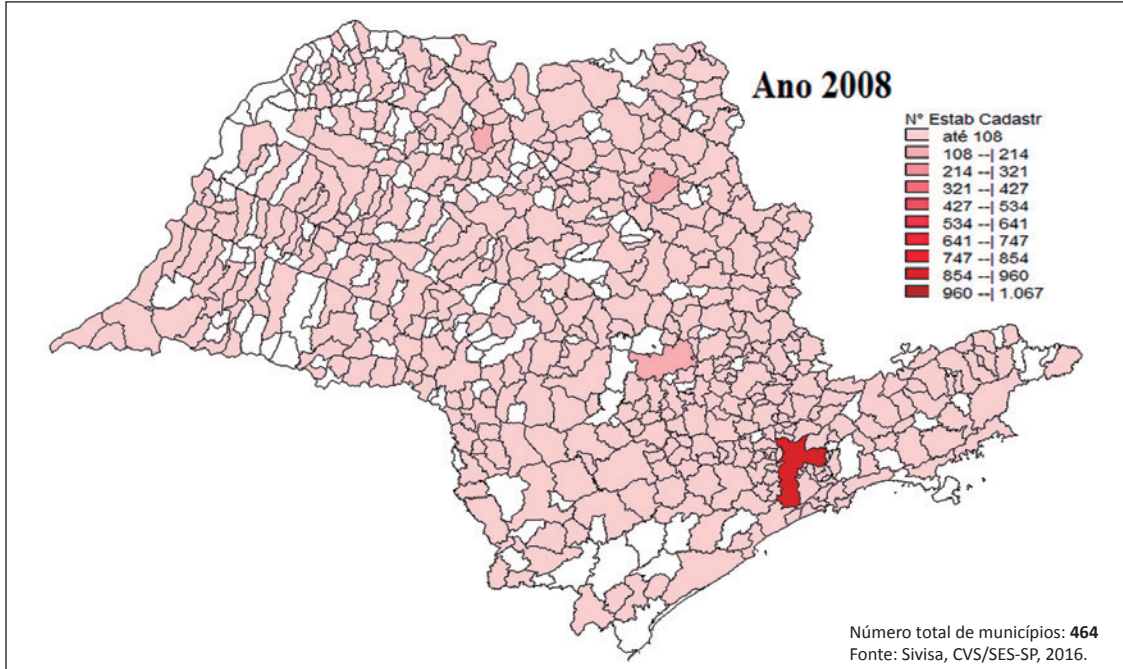 Ano 2008
N° Estab Cadastr
até 108
108 --| 214
214 --| 321
321 --| 427
427 --| 534
534 --| 641
641 --| 747
747 --| 854
854 --| 960
960 --| 1.067
Número total de municípios: 464
Fonte: Sivisa, CVS/SES-SP, 2016.